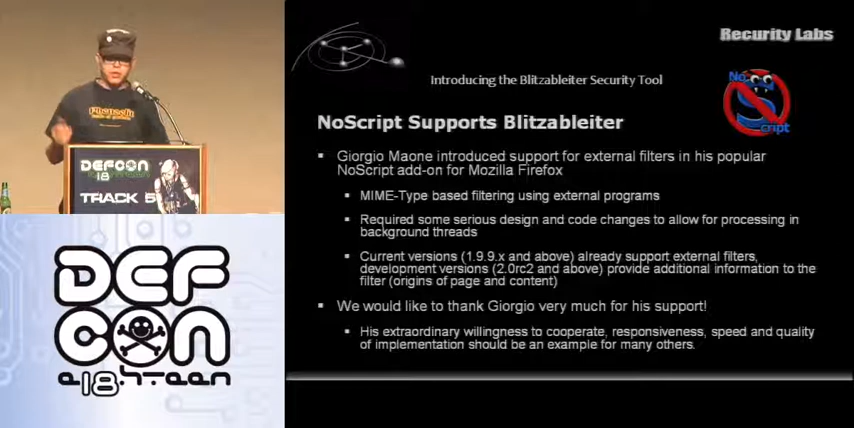 Recurity Labs
Introducing the Blitzableiter Security Tool
No
Script
NoScript Supports Blitzableiter
Giorgio Maone introduced support for external filters in his popular
NoScript add-on for Mozilla Firefox
MIME-Type based filtering using external programs
Required some serious design and code changes to allow for processing in
background threads
Current versions (1.9.9.x and above) already support external filters,
development versions (2.0rc2 and above) provide additional information to the
filter (origins of page and content)
We would like to thank Giorgio very much for his support!
His extraordinary willingness to cooperate, responsiveness, speed and quality
of implementation should be an example for many others.
DEFCON
18
TRACK 5
DEF
CON
e18hteen